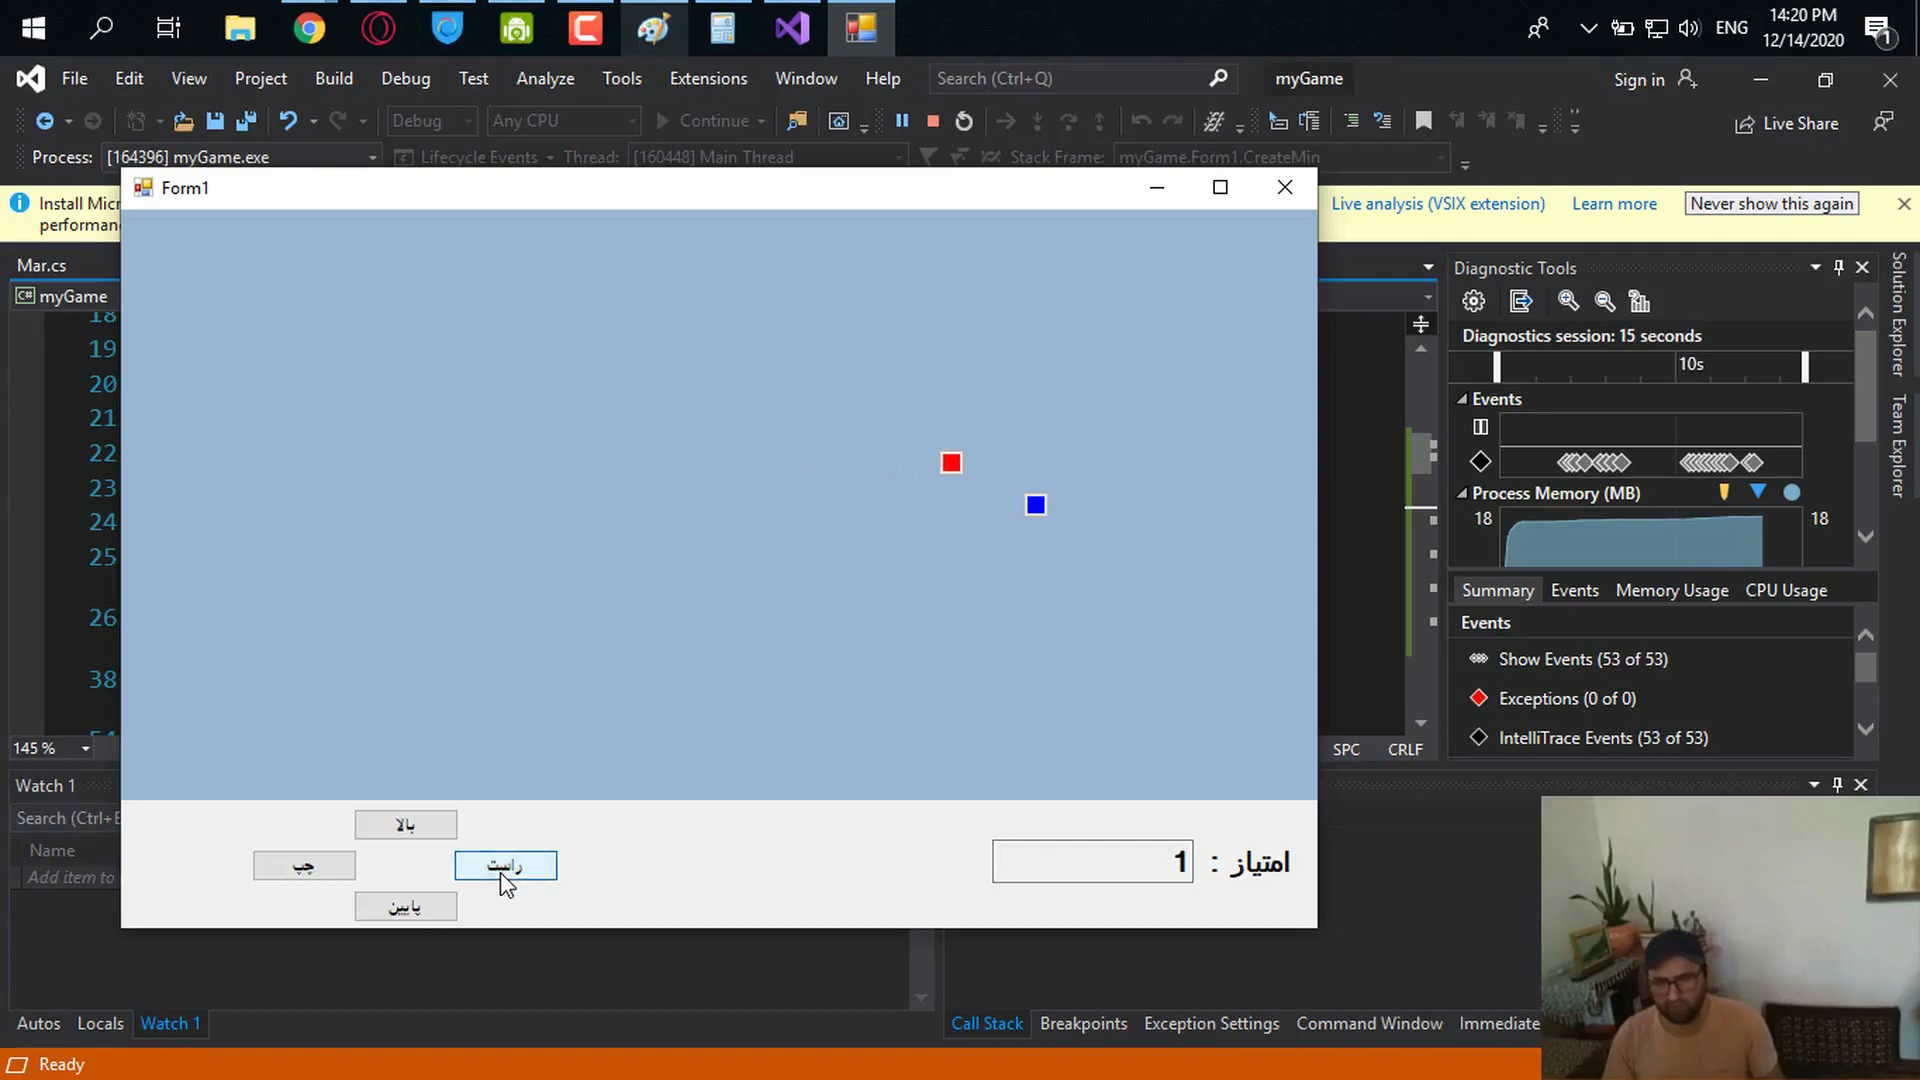 ENG
14:20 PM
12/14/2020
1
File Edit View Project Build Debug Test Analyze Tools Extensions Window Help
Search (Ctrl+Q)
myGame
Sign in
Debug
Any CPU
Continue
Live Share
Process: [164396] myGame.exe
Lifecycle Events
Thread: [160448] Main Thread
Stack Frame: myGame.Form1.CreateMin
Form1
Install Micr
performanc
Live analysis (VSIX extension)
Learn more
Never show this again
Mar.cs
myGame
18
19
20
21
22
23
24
25
26
38
145 %
SPC
CRLF
Diagnostic Tools
Diagnostics session: 15 seconds
10s
Events
Process Memory (MB)
18
18
Summary Events Memory Usage CPU Usage
Events
Show Events (53 of 53)
Exceptions (0 of 0)
IntelliTrace Events (53 of 53)
Solution Explorer
Team Explorer
بالا
چپ
راست
پایین
امتیاز :
1
Watch 1
Search (Ctrl+E
Name
Add item to
Autos Locals Watch 1
Call Stack Breakpoints Exception Settings Command Window Immediate
Ready